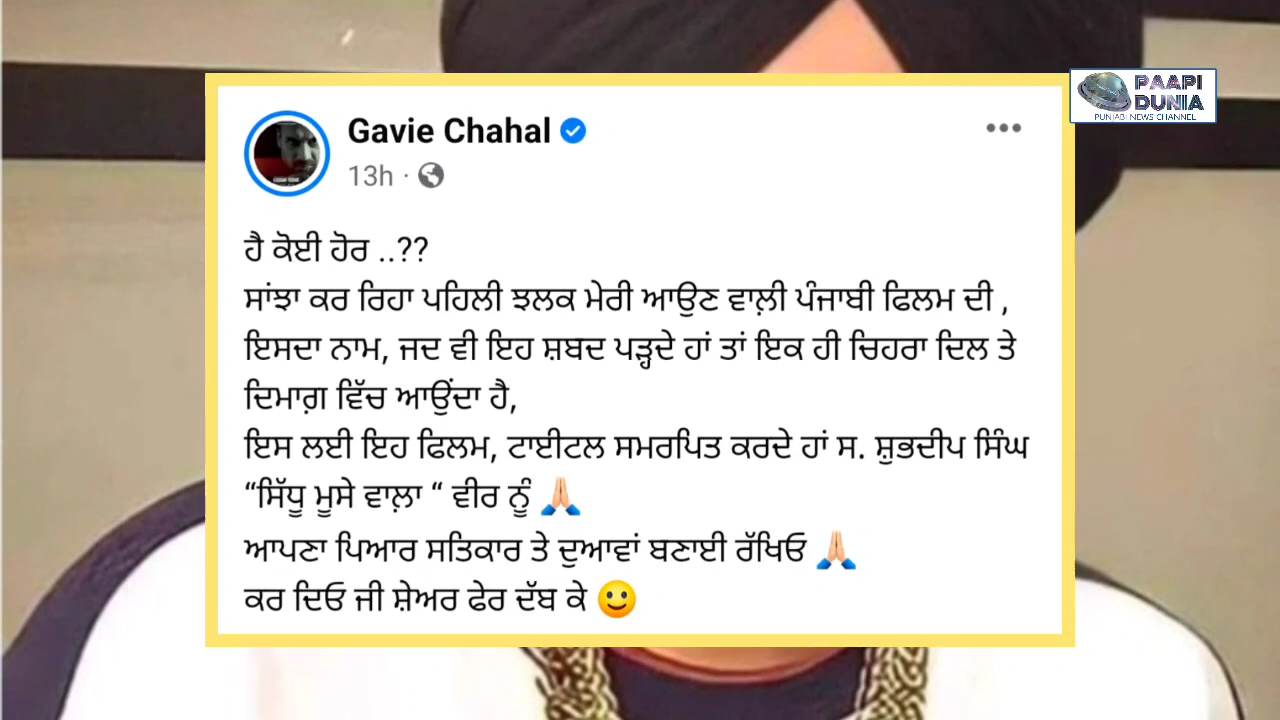 PAAPI
DUNIA
PUNJABI NEWS CHANNEL
Gavie Chahal
13h ·
ਹੈ ਕੋਈ ਹੋਰ ..??
ਸਾਂਝਾ ਕਰ ਰਿਹਾ ਪਹਿਲੀ ਝਲਕ ਮੇਰੀ ਆਉਣ ਵਾਲ਼ੀ ਪੰਜਾਬੀ ਫਿਲਮ ਦੀ ,
ਇਸਦਾ ਨਾਮ, ਜਦ ਵੀ ਇਹ ਸ਼ਬਦ ਪੜ੍ਹਦੇ ਹਾਂ ਤਾਂ ਇਕ ਹੀ ਚਿਹਰਾ ਦਿਲ ਤੇ
ਦਿਮਾਗ਼ ਵਿੱਚ ਆਉਂਦਾ ਹੈ,
ਇਸ ਲਈ ਇਹ ਫਿਲਮ, ਟਾਈਟਲ ਸਮਰਪਿਤ ਕਰਦੇ ਹਾਂ ਸ. ਸ਼ੁਭਦੀਪ ਸਿੰਘ
“ਸਿੱਧੂ ਮੂਸੇ ਵਾਲ਼ਾ “ ਵੀਰ ਨੂੰ 🙏🏻
ਆਪਣਾ ਪਿਆਰ ਸਤਿਕਾਰ ਤੇ ਦੁਆਵਾਂ ਬਣਾਈ ਰੱਖਿਓ 🙏🏻
ਕਰ ਦਿਓ ਜੀ ਸ਼ੇਅਰ ਫੇਰ ਦੱਬ ਕੇ 🙂